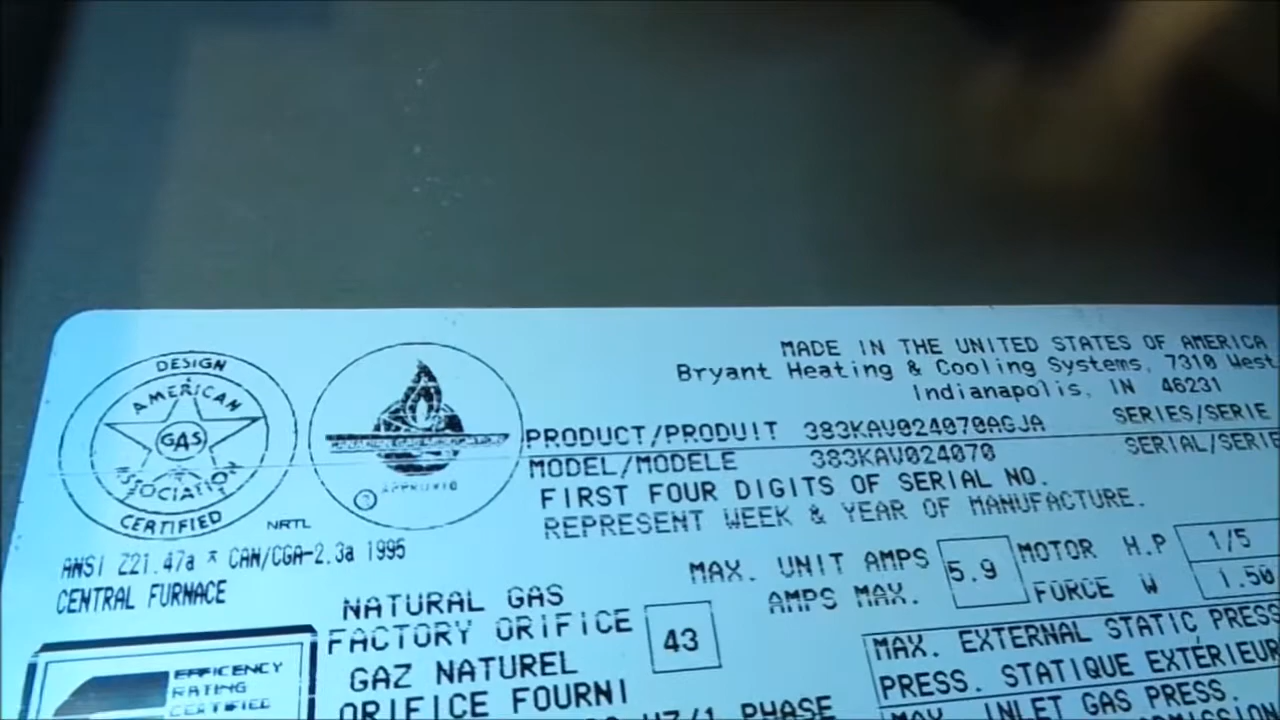 DESIGN
AMERICAN
GAS
ASSOCIATION
CERTIFIED
NRTL
APPROVED
ANSI Z21.47a * CAN/CGA-2.3a 1995
CENTRAL FURNACE
MADE IN THE UNITED STATES OF AMERICA
Bryant Heating & Cooling Systems, 7310 West
Indianapolis, IN 46231
PRODUCT/PRODUIT 383KAV024070AGJA SERIES/SERIE
MODEL/MODELE 383KAV024070 SERIAL/SERIE
FIRST FOUR DIGITS OF SERIAL NO.
REPRESENT WEEK & YEAR OF MANUFACTURE.
MAX. UNIT AMPS 5.9 MOTOR H.P 1/5
AMPS MAX. FORCE W 1.50
NATURAL GAS
FACTORY ORIFICE 43
GAZ NATUREL
ORIFICE FOURNI
HZ/1 PHASE
MAX. EXTERNAL STATIC PRESS
PRESS. STATIQUE EXTÉRIEUR
MAX. INLET GAS PRESS.
EFFICENCY
RATING
CERTIFIED